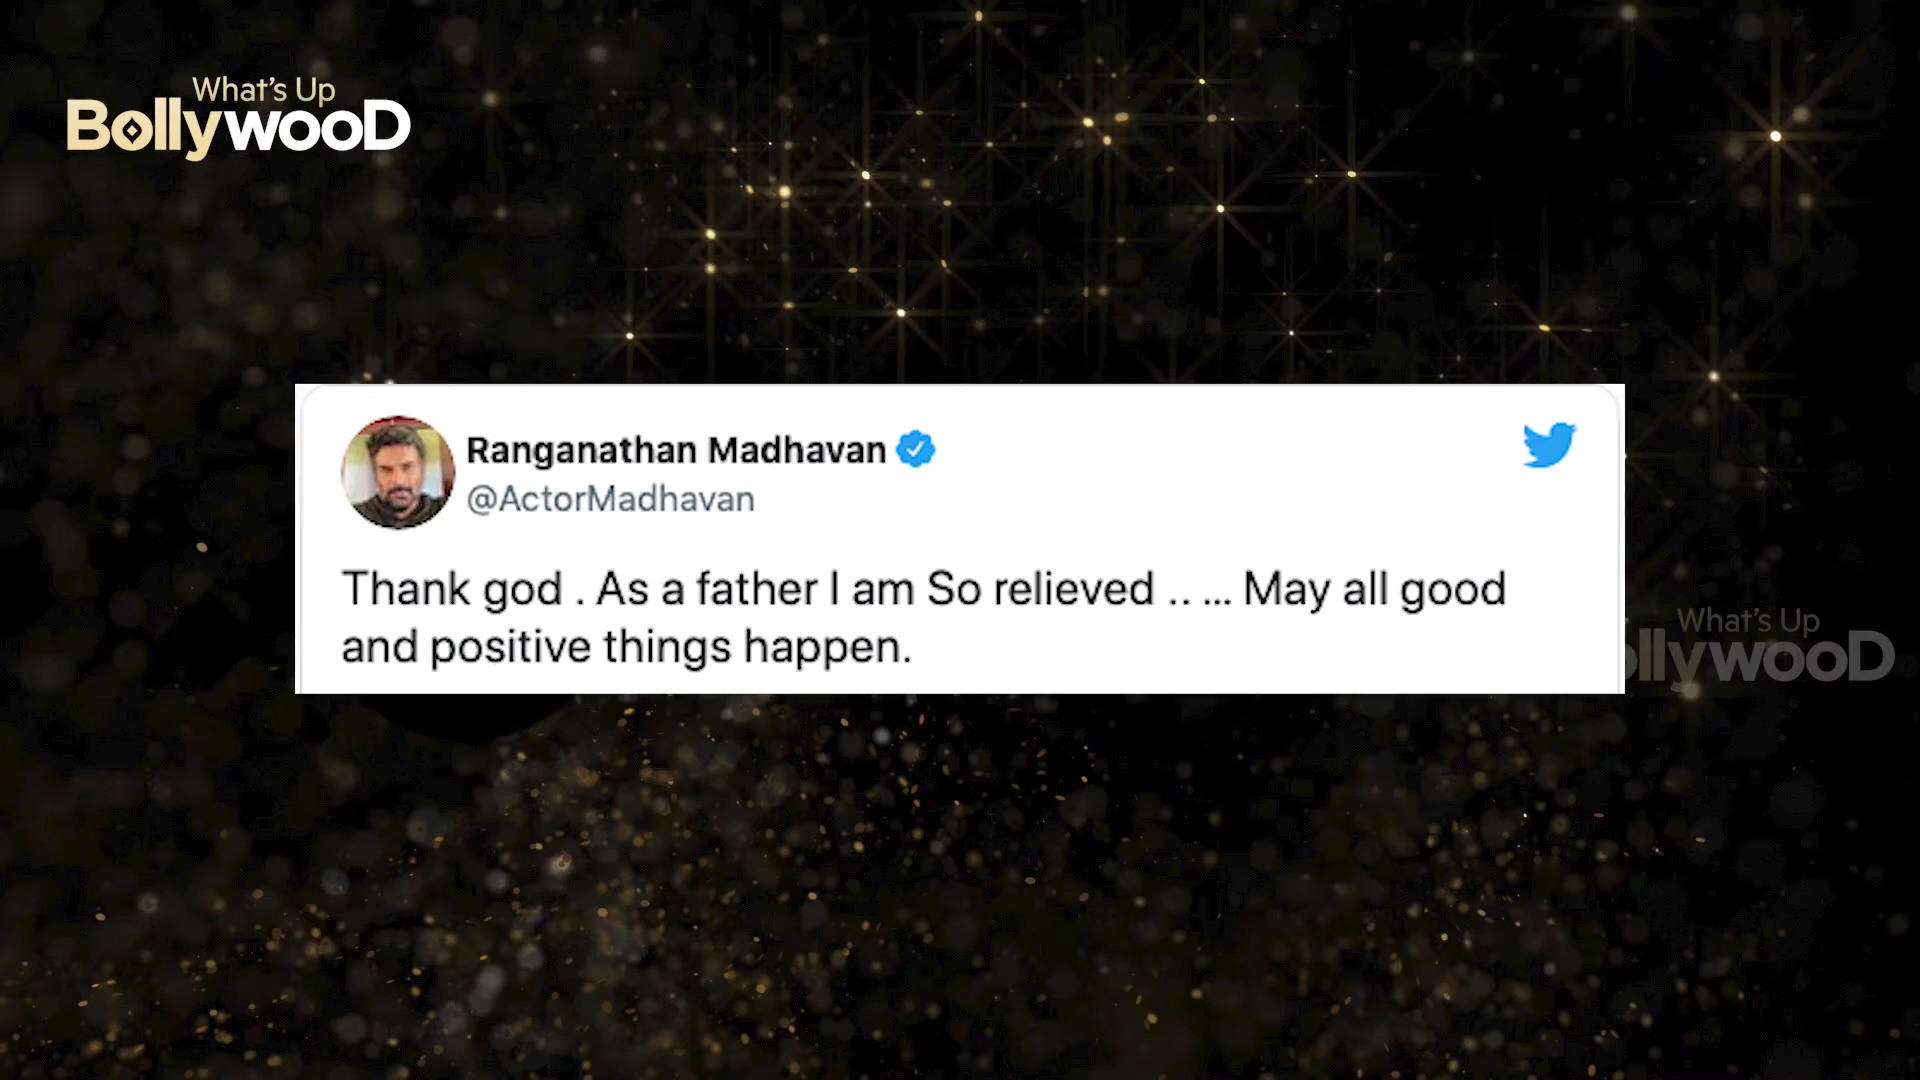 What's Up
BollywooD
Ranganathan Madhavan
@ActorMadhavan
Thank god . As a father I am So relieved .. ... May all good
and positive things happen.
What's Up
ollywooD